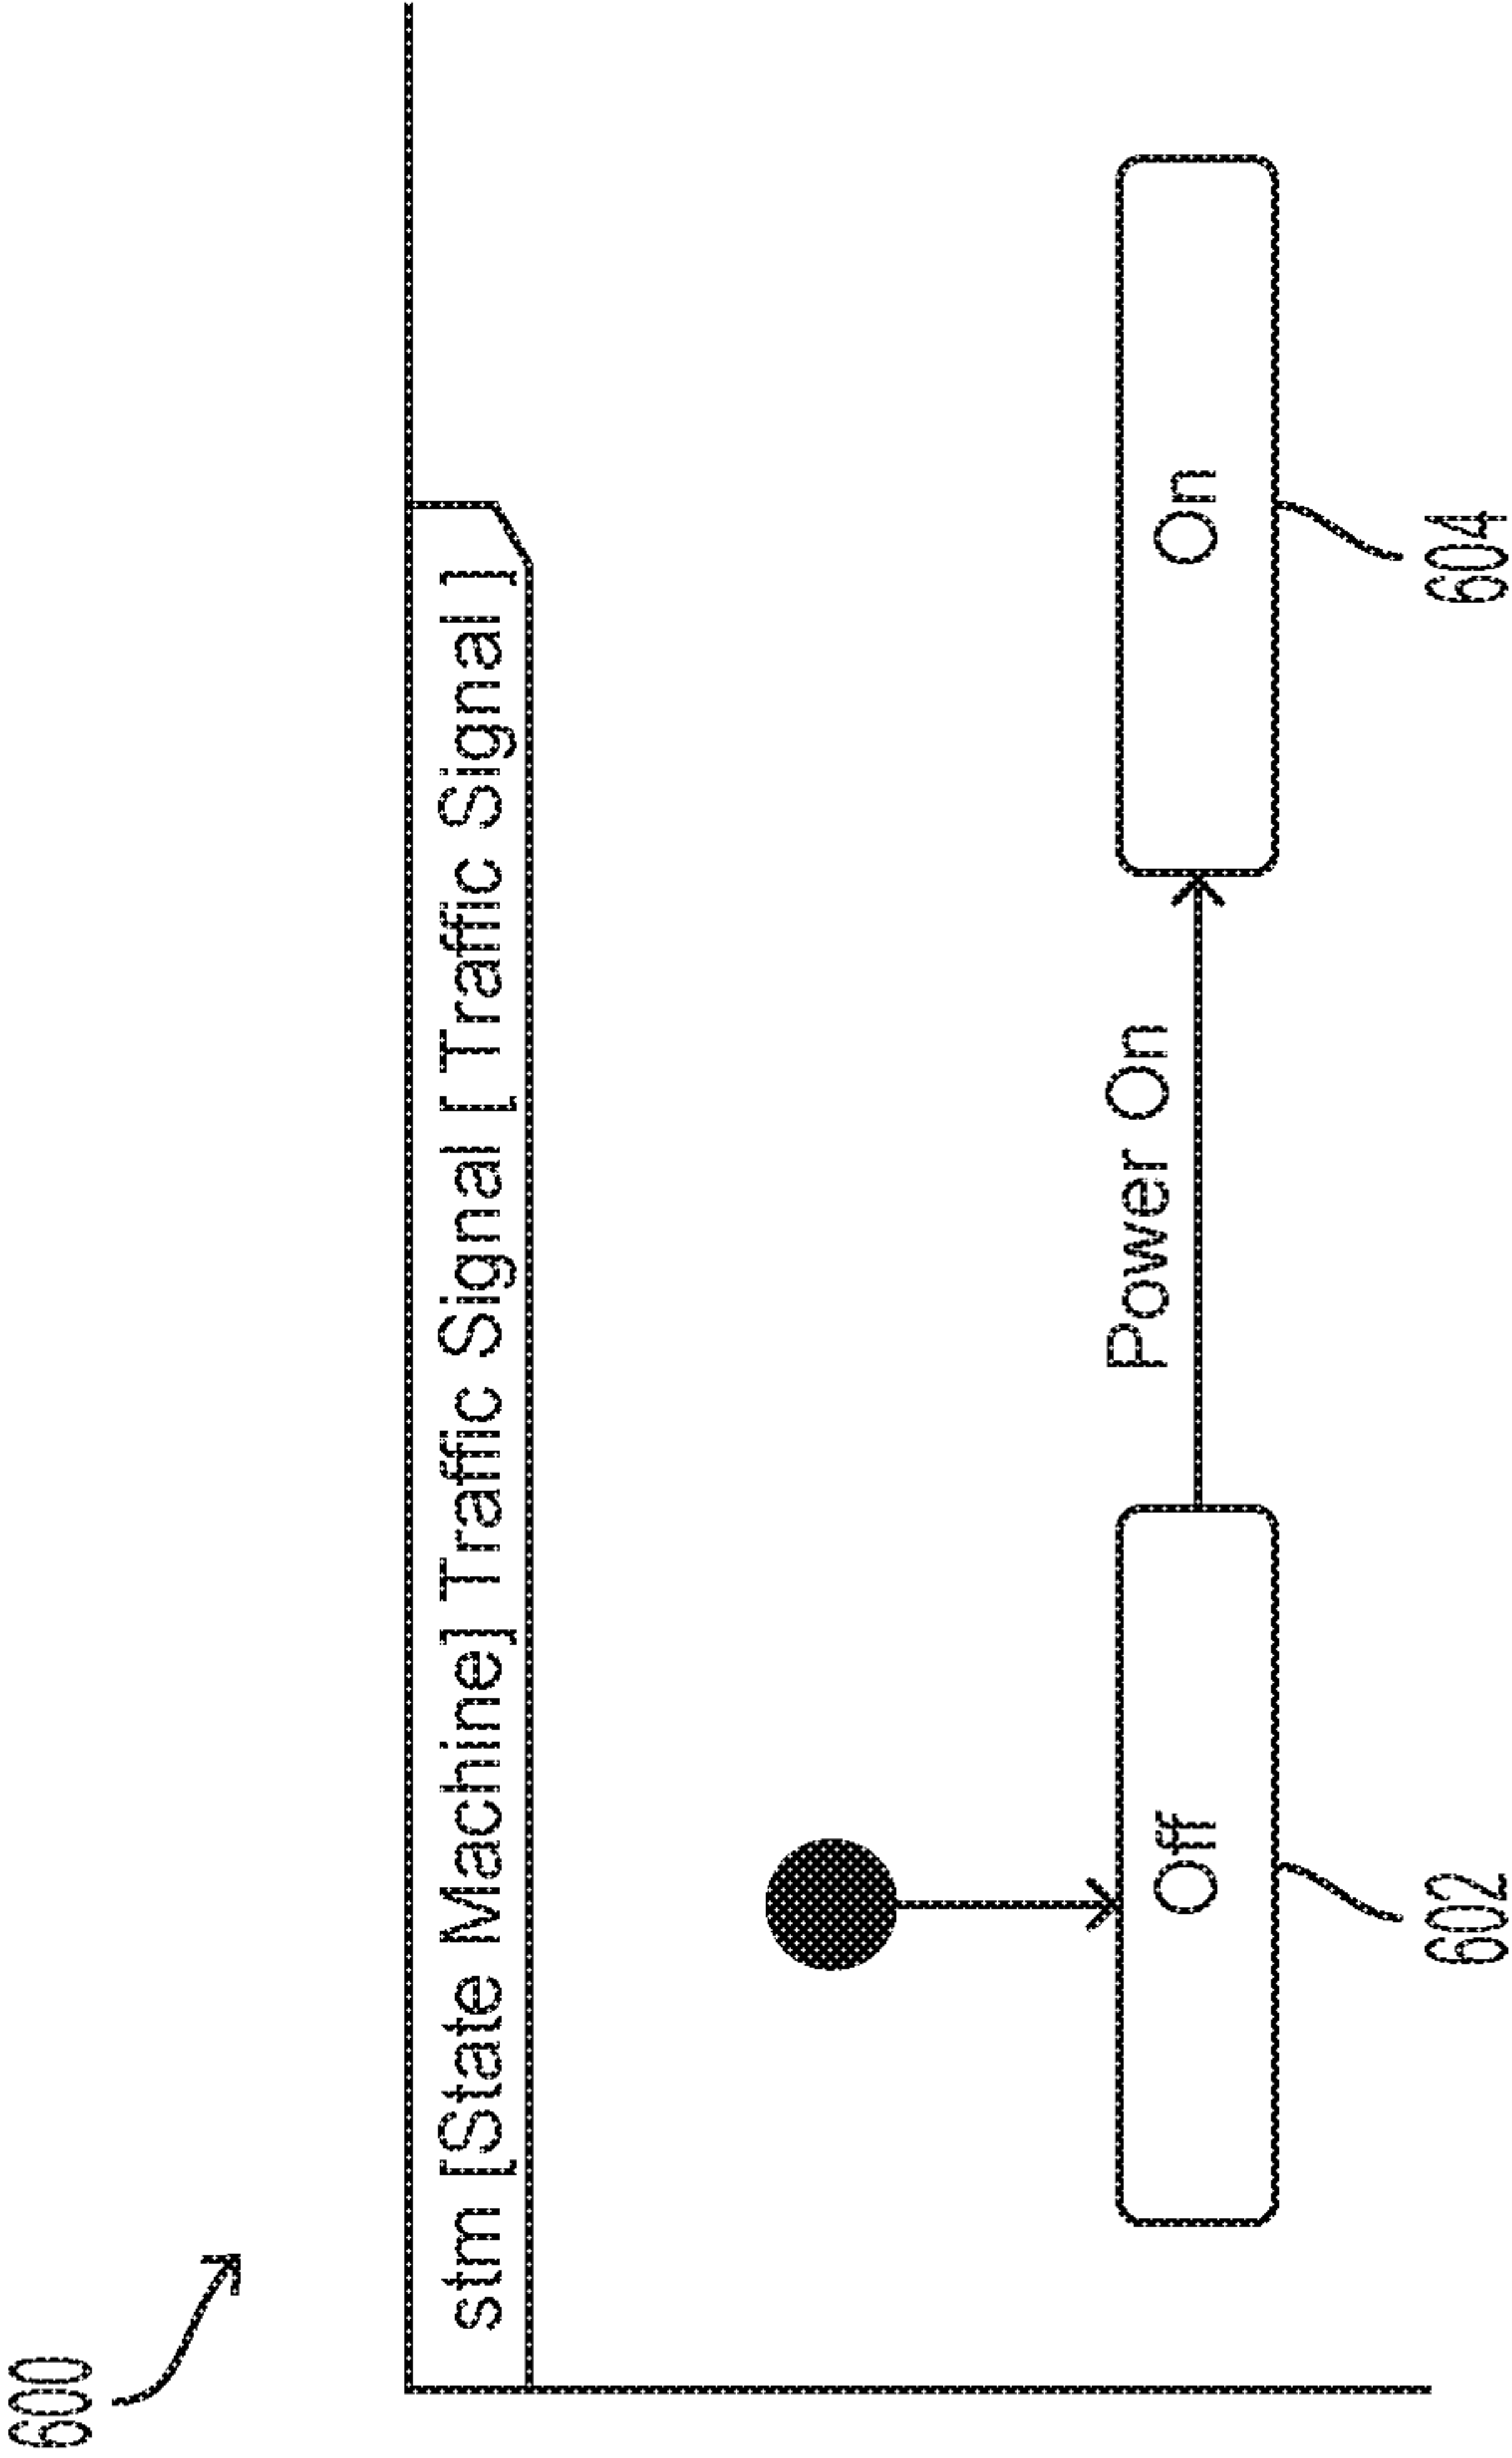 600
stm [State Machine] Traffic Signal [ Traffic Signal ]
Power On
Off
On
602
604